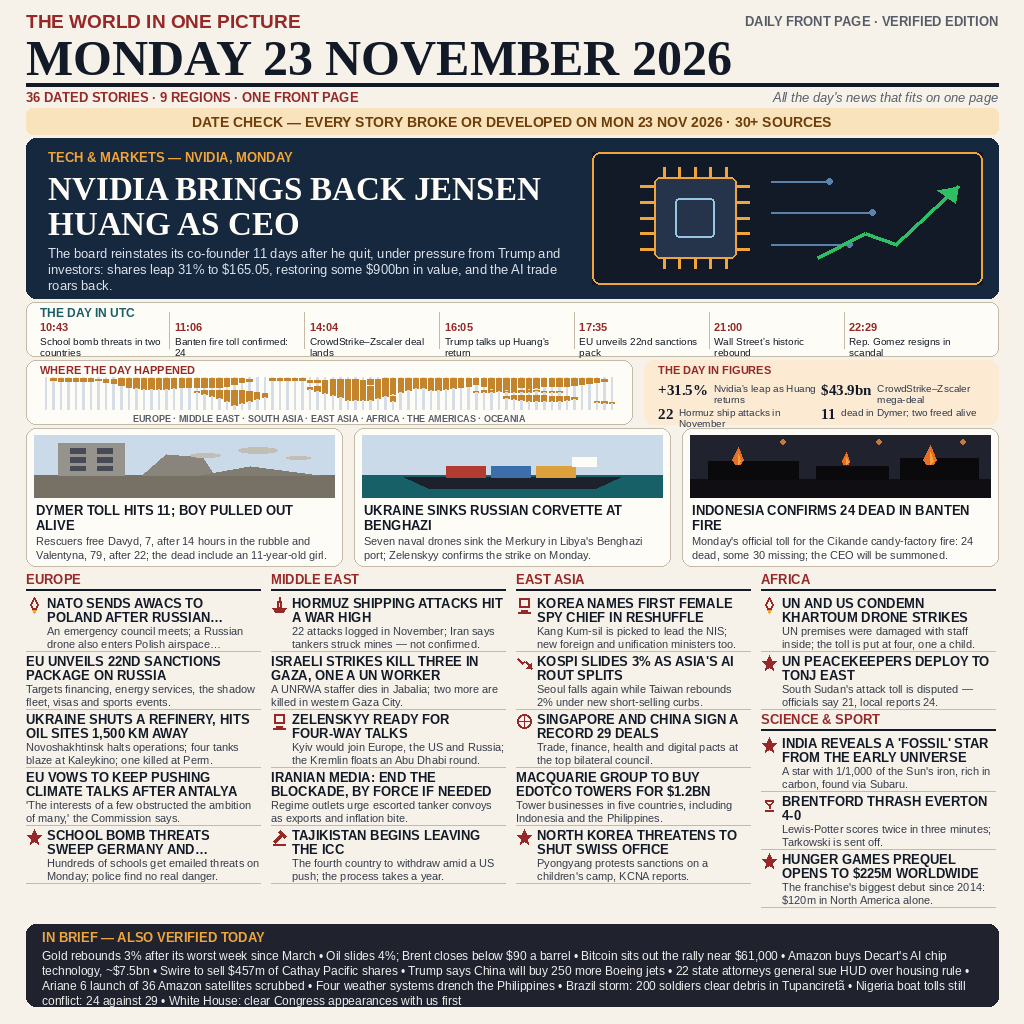 THE WORLD IN ONE PICTURE
DAILY FRONT PAGE · VERIFIED EDITION
MONDAY 23 NOVEMBER 2026
36 DATED STORIES · 9 REGIONS · ONE FRONT PAGE
All the day's news that fits on one page
DATE CHECK — EVERY STORY BROKE OR DEVELOPED ON MON 23 NOV 2026 · 30+ SOURCES
TECH & MARKETS — NVIDIA, MONDAY
NVIDIA BRINGS BACK JENSEN
HUANG AS CEO
The board reinstates its co-founder 11 days after he quit, under pressure from Trump and
investors: shares leap 31% to $165.05, restoring some $900bn in value, and the AI trade
roars back.
THE DAY IN UTC
10:43
School bomb threats in two
countries
11:06
Banten fire toll confirmed:
24
14:04
CrowdStrike–Zscaler deal
lands
16:05
Trump talks up Huang's
return
17:35
EU unveils 22nd sanctions
pack
21:00
Wall Street's historic
rebound
22:29
Rep. Gomez resigns in
scandal
WHERE THE DAY HAPPENED
EUROPE · MIDDLE EAST · SOUTH ASIA · EAST ASIA · AFRICA · THE AMERICAS · OCEANIA
THE DAY IN FIGURES
+31.5% Nvidia's leap as Huang
returns
$43.9bn CrowdStrike–Zscaler
mega-deal
22 Hormuz ship attacks in
November
11 dead in Dymer; two freed alive
DYMER TOLL HITS 11; BOY PULLED OUT
ALIVE
Rescuers free Davyd, 7, after 14 hours in the rubble and
Valentyna, 79, after 22; the dead include an 11-year-old girl.
UKRAINE SINKS RUSSIAN CORVETTE AT
BENGHAZI
Seven naval drones sink the Merkury in Libya's Benghazi
port; Zelenskyy confirms the strike on Monday.
INDONESIA CONFIRMS 24 DEAD IN BANTEN
FIRE
Monday's official toll for the Cikande candy-factory fire: 24
dead, some 30 missing; the CEO will be summoned.
EUROPE
NATO SENDS AWACS TO
POLAND AFTER RUSSIAN…
An emergency council meets; a Russian
drone also enters Polish airspace…
EU UNVEILS 22ND SANCTIONS
PACKAGE ON RUSSIA
Targets financing, energy services, the shadow
fleet, visas and sports events.
UKRAINE SHUTS A REFINERY, HITS
OIL SITES 1,500 KM AWAY
Novoshakhtinsk halts operations; four tanks
blaze at Kaleykino; one killed at Perm.
EU VOWS TO KEEP PUSHING
CLIMATE TALKS AFTER ANTALYA
'The interests of a few obstructed the ambition
of many,' the Commission says.
SCHOOL BOMB THREATS
SWEEP GERMANY AND…
Hundreds of schools get emailed threats on
Monday; police find no real danger.
MIDDLE EAST
HORMUZ SHIPPING ATTACKS HIT
A WAR HIGH
22 attacks logged in November; Iran says
tankers struck mines — not confirmed.
ISRAELI STRIKES KILL THREE IN
GAZA, ONE A UN WORKER
A UNRWA staffer dies in Jabalia; two more are
killed in western Gaza City.
ZELENSKYY READY FOR
FOUR-WAY TALKS
Kyiv would join Europe, the US and Russia;
the Kremlin floats an Abu Dhabi round.
IRANIAN MEDIA: END THE
BLOCKADE, BY FORCE IF NEEDED
Regime outlets urge escorted tanker convoys
as exports and inflation bite.
TAJIKISTAN BEGINS LEAVING
THE ICC
The fourth country to withdraw amid a US
push; the process takes a year.
EAST ASIA
KOREA NAMES FIRST FEMALE
SPY CHIEF IN RESHUFFLE
Kang Kum-sil is picked to lead the NIS;
new foreign and unification ministers too.
KOSPI SLIDES 3% AS ASIA'S AI
ROUT SPLITS
Seoul falls again while Taiwan rebounds
2% under new short-selling curbs.
SINGAPORE AND CHINA SIGN A
RECORD 29 DEALS
Trade, finance, health and digital pacts at
the top bilateral council.
MACQUARIE GROUP TO BUY
EDOTCO TOWERS FOR $1.2BN
Tower businesses in five countries, including
Indonesia and the Philippines.
NORTH KOREA THREATENS TO
SHUT SWISS OFFICE
Pyongyang protests sanctions on a
children's camp, KCNA reports.
AFRICA
UN AND US CONDEMN
KHARTOUM DRONE STRIKES
UN premises were damaged with staff
inside; the toll is put at four, one a child.
UN PEACEKEEPERS DEPLOY TO
TONJ EAST
South Sudan's attack toll is disputed —
officials say 21, local reports 24.
SCIENCE & SPORT
INDIA REVEALS A 'FOSSIL' STAR
FROM THE EARLY UNIVERSE
A star with 1/1,000 of the Sun's iron, rich in
carbon, found via Subaru.
BRENTFORD THRASH EVERTON
4-0
Lewis-Potter scores twice in three minutes;
Tarkowski is sent off.
HUNGER GAMES PREQUEL
OPENS TO $225M WORLDWIDE
The franchise's biggest debut since 2014:
$120m in North America alone.
IN BRIEF — ALSO VERIFIED TODAY
Gold rebounds 3% after its worst week since March • Oil slides 4%; Brent closes below $90 a barrel • Bitcoin sits out the rally near $61,000 • Amazon buys Decart's AI chip
technology, ~$7.5bn • Swire to sell $457m of Cathay Pacific shares • Trump says China will buy 250 more Boeing jets • 22 state attorneys general sue HUD over housing rule •
Ariane 6 launch of 36 Amazon satellites scrubbed • Four weather systems drench the Philippines • Brazil storm: 200 soldiers clear debris in Tupanciretã • Nigeria boat tolls still
conflict: 24 against 29 • White House: clear Congress appearances with us first